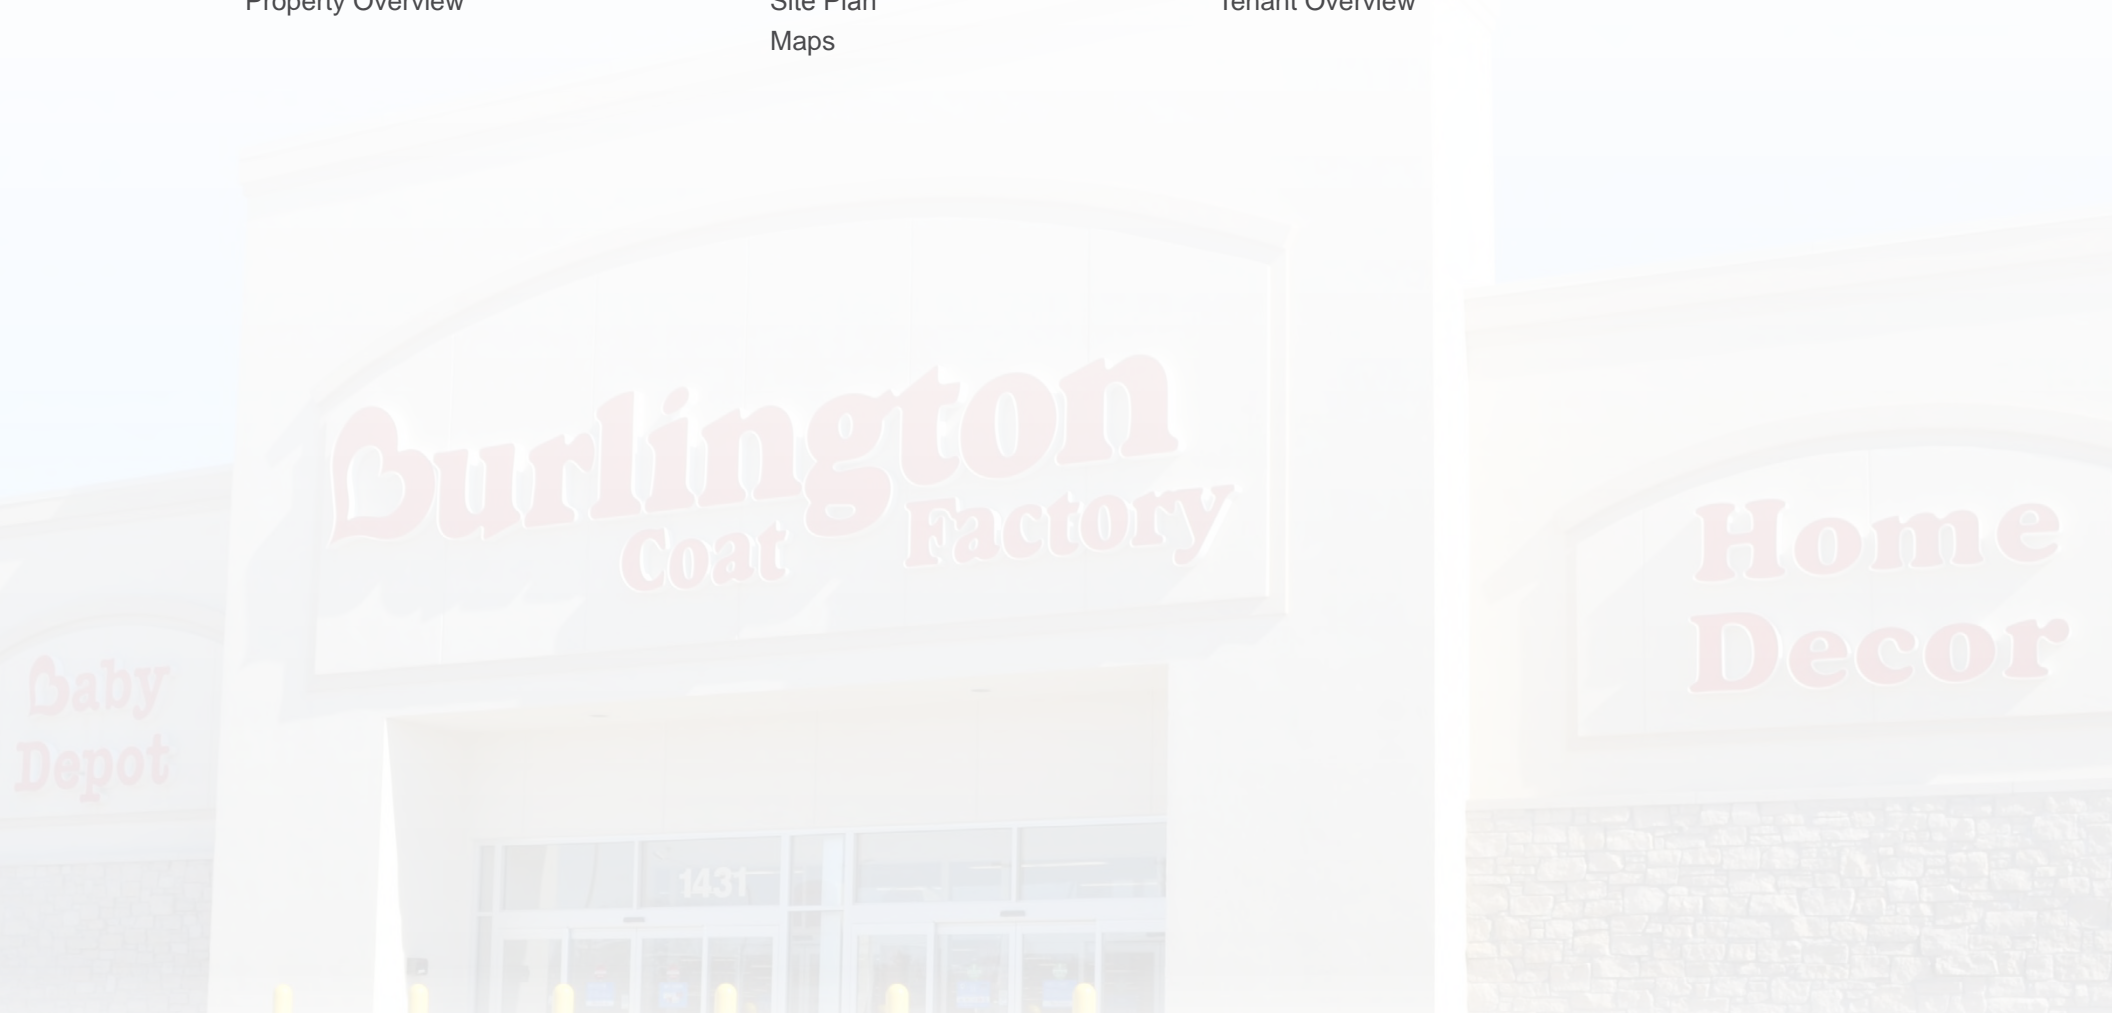 Property Overview
Site Plan
Tenant Overview
Maps
Burlington
Coat Factory
Home
Decor
Baby
Depot
1431